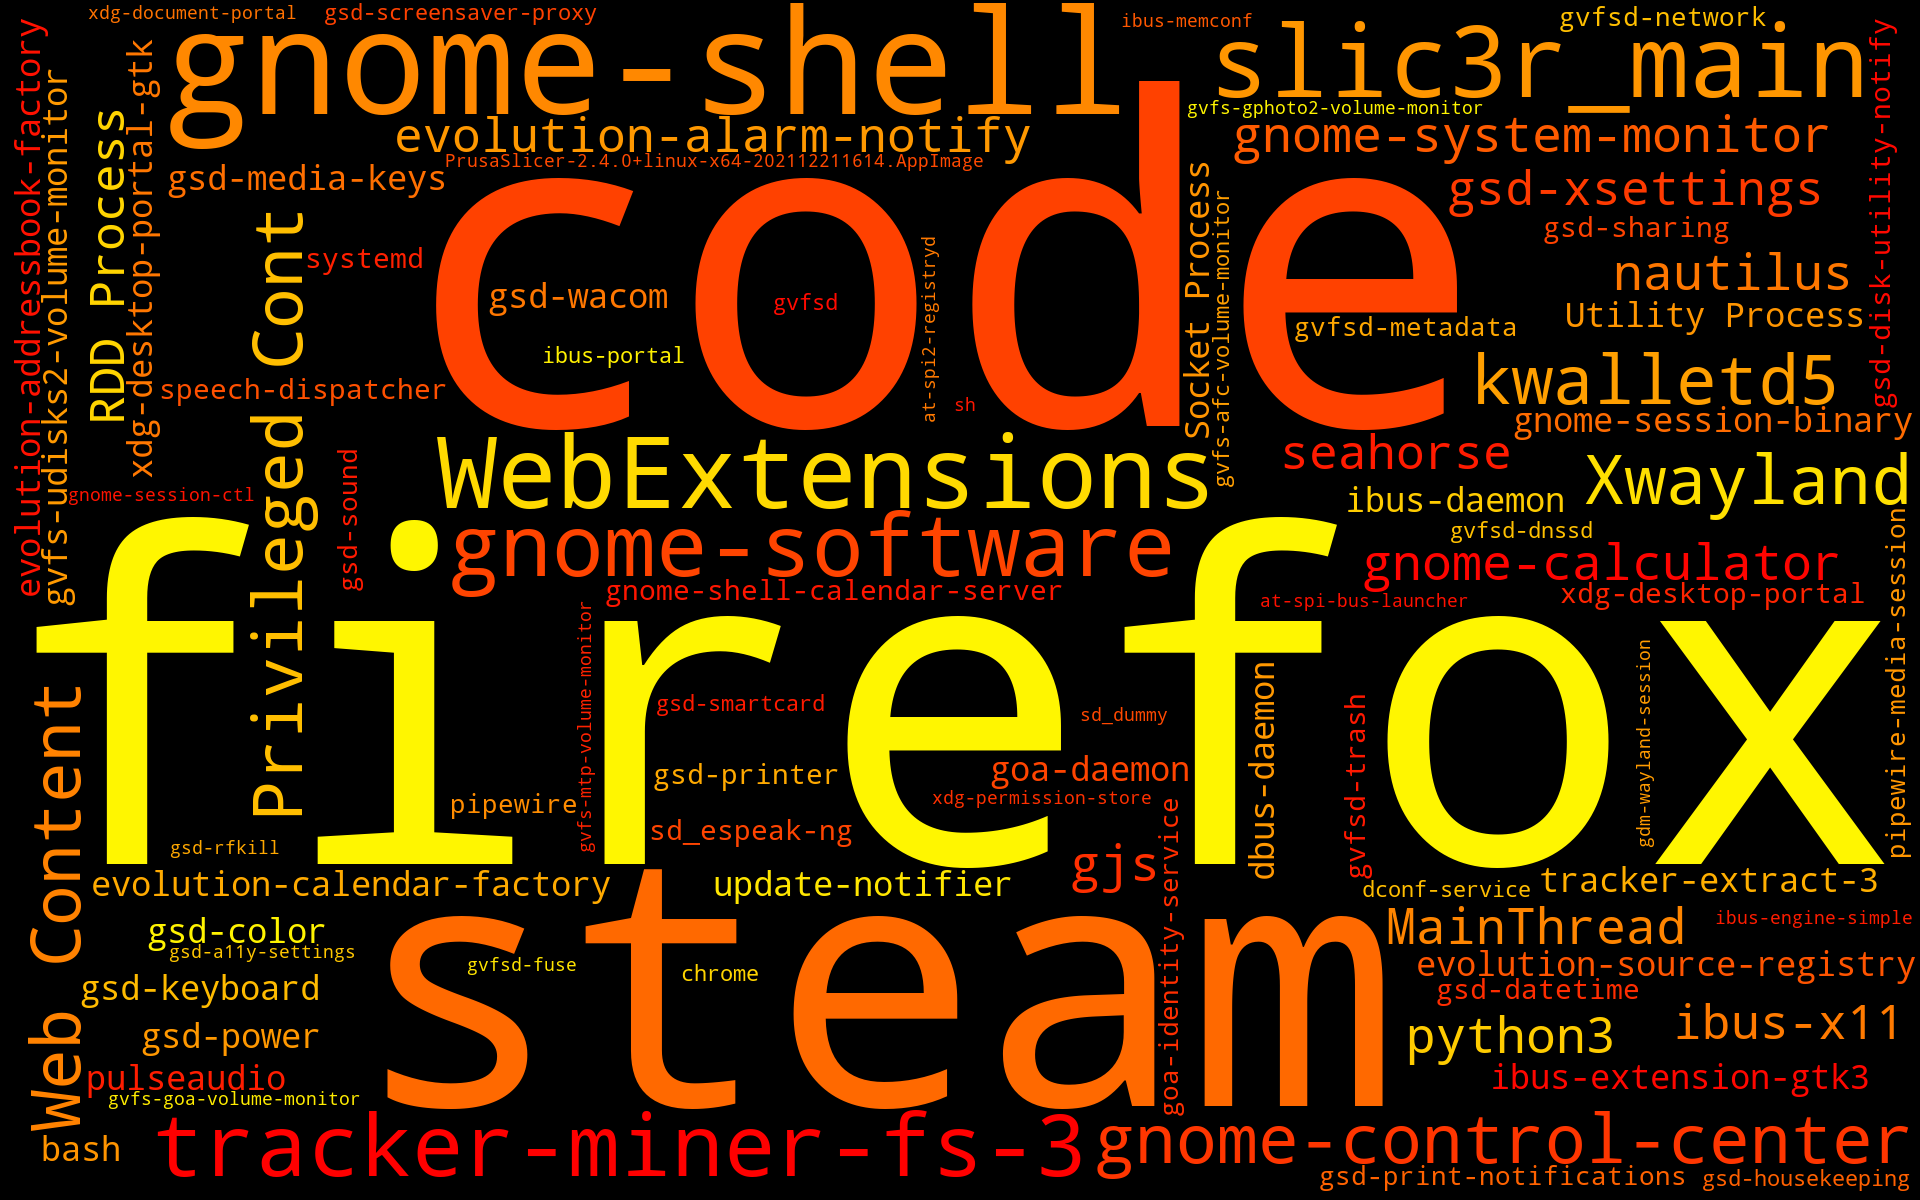 xdg-document-portal
gsd-screensaver-proxy
gnome-shell
ibus-memconf
gvfsd-network
slic3r_main
evolution-addressbook-factory
gvfs-udisks2-volume-monitor
RDD Process
xdg-desktop-portal-gtk
gvfs-gphoto2-volume-monitor
evolution-alarm-notify
gnome-system-monitor
gsd-disk-utility-notify
PrusaSlicer-2.4.0+linux-x64-202112211614.AppImage
gsd-media-keys
code
gsd-xsettings
gsd-sharing
Privileged Cont
systemd
gsd-wacom
gvfsd
at-spi2-registryd
Socket Process
gvfs-afc-volume-monitor
nautilus
Utility Process
gvfsd-metadata
ibus-portal
speech-dispatcher
sh
kwalletd5
gnome-session-binary
gnome-session-ctl
gsd-sound
WebExtensions
seahorse
Xwayland
ibus-daemon
gvfsd-dnssd
gnome-software
gnome-calculator
gnome-shell-calendar-server
at-spi-bus-launcher
xdg-desktop-portal
pipewire-media-session
firefox
gvfs-mtp-volume-monitor
gsd-smartcard
sd_dummy
dbus-daemon
gvfsd-trash
gdm-wayland-session
Web Content
gsd-printer
goa-daemon
pipewire
xdg-permission-store
sd_espeak-ng
goa-identity-service
gsd-rfkill
gjs
evolution-calendar-factory
update-notifier
dconf-service
tracker-extract-3
steam
gsd-color
gsd-a11y-settings
MainThread
ibus-engine-simple
gvfsd-fuse
chrome
evolution-source-registry
gsd-datetime
gsd-keyboard
gsd-power
python3
ibus-x11
pulseaudio
gvfs-goa-volume-monitor
ibus-extension-gtk3
bash
tracker-miner-fs-3
gnome-control-center
gsd-print-notifications
gsd-housekeeping